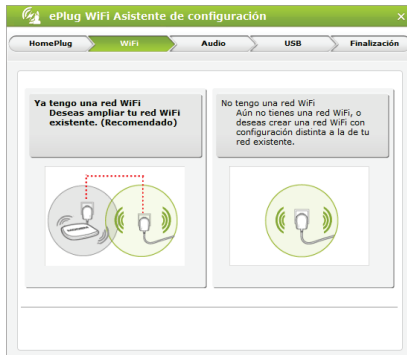 ePlug WiFi Asistente de configuración
HomePlug WiFi Audio USB Finalización
Ya tengo una red WiFi
Deseas ampliar tu red WiFi
existente. (Recomendado)
No tengo una red WiFi
Aún no tienes una red WiFi, o
deseas crear una red WiFi con
configuración distinta a la de tu
red existente.